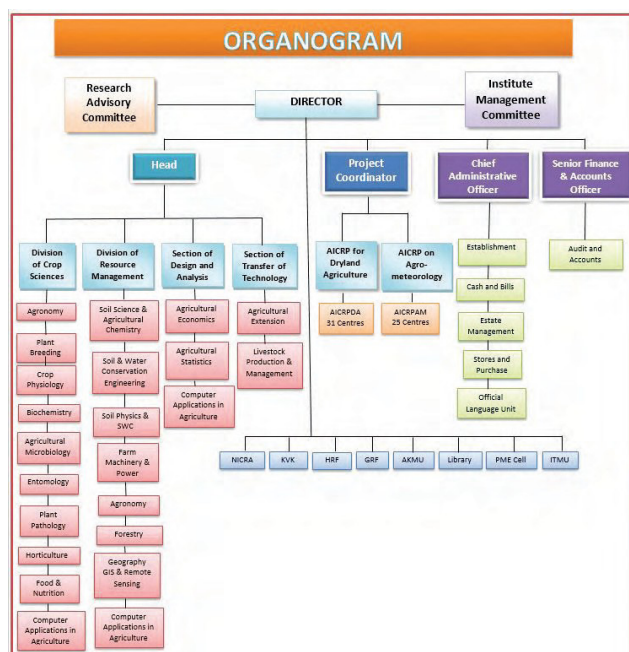 ORGANOGRAM
Research
Advisory
Committee
DIRECTOR
Institute
Management
Committee
Head
Project
Coordinator
Chief
Administrative
Officer
Senior Finance
& Accounts
Officer
Division
of Crop
Sciences
Agronomy
Plant
Breeding
Crop
Physiology
Biochemistry
Agricultural
Microbiology
Entomology
Plant
Pathology
Horticulture
Food &
Nutrition
Computer
Applications in
Agriculture
Division of
Resource
Management
Soil Science &
Agricultural
Chemistry
Soil & Water
Conservation
Engineering
Soil Physics &
SWC
Farm
Machinery &
Power
Agronomy
Forestry
Geography
GIS & Remote
Sensing
Computer
Applications in
Agriculture
Section of
Design and
Analysis
Agricultural
Economics
Agricultural
Statistics
Computer
Applications in
Agriculture
Section of
Transfer of
Technology
Agricultural
Extension
Livestock
Production &
Management
AICRP for
Dryland
Agriculture
AICRPDA
31 Centres
AICRP on
Agro-
meteorology
AICRPAM
25 Centres
Establishment
Cash and Bills
Estate
Management
Stores and
Purchase
Official
Language Unit
Audit and
Accounts
NICRA
KVK
HRF
GRF
AKMU
Library
PME Cell
ITMU